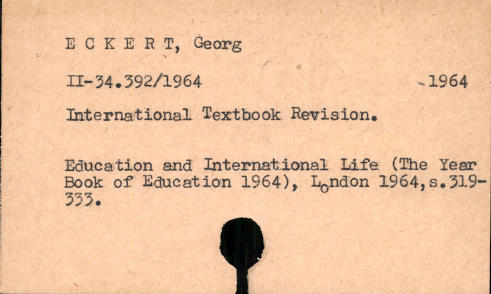 E C K E R T, Georg
II-34.392/1964 -1964
International Textbook Revision.
Education and International Life (The Year
Book of Education 1964), London 1964,s.319-
333.